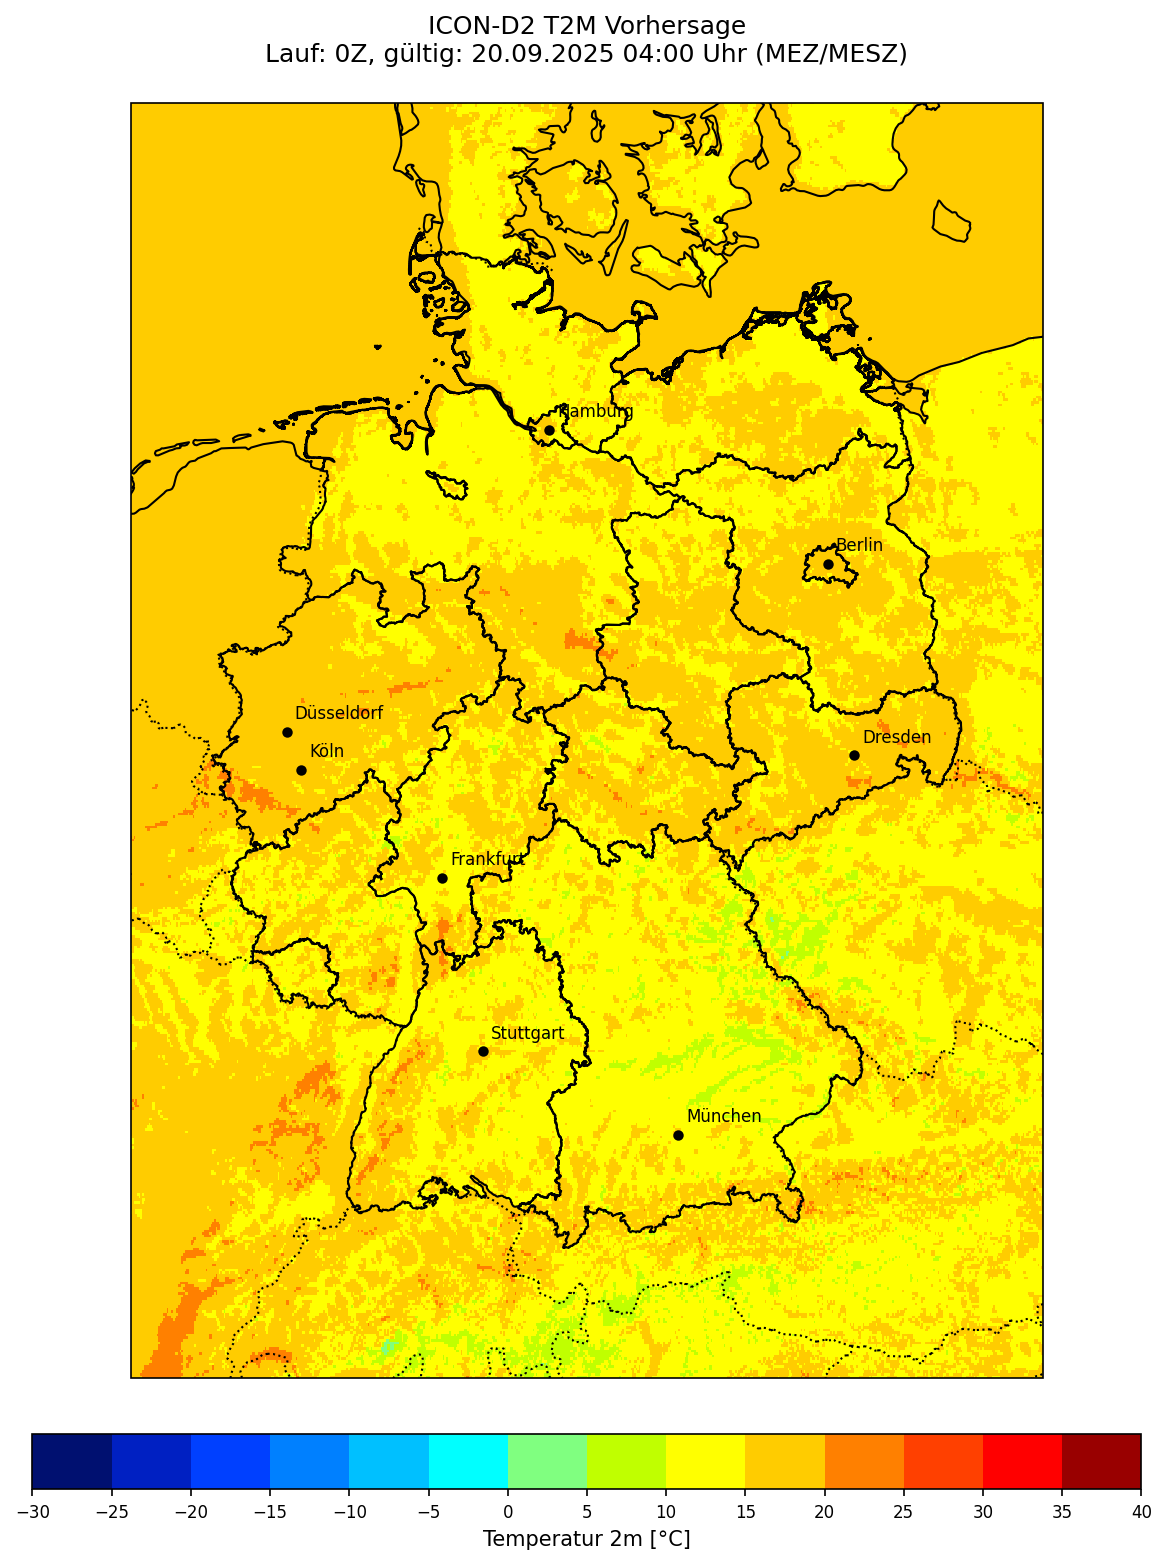 ICON-D2 T2M Vorhersage
Lauf: 0Z, gültig: 20.09.2025 04:00 Uhr (MEZ/MESZ)
Hamburg
Berlin
Düsseldorf
Dresden
Köln
Frankfurt
Stuttgart
München
−30 −25 −20 −15 −10 −5 0 5 10 15 20 25 30 35 40
Temperatur 2m [°C]